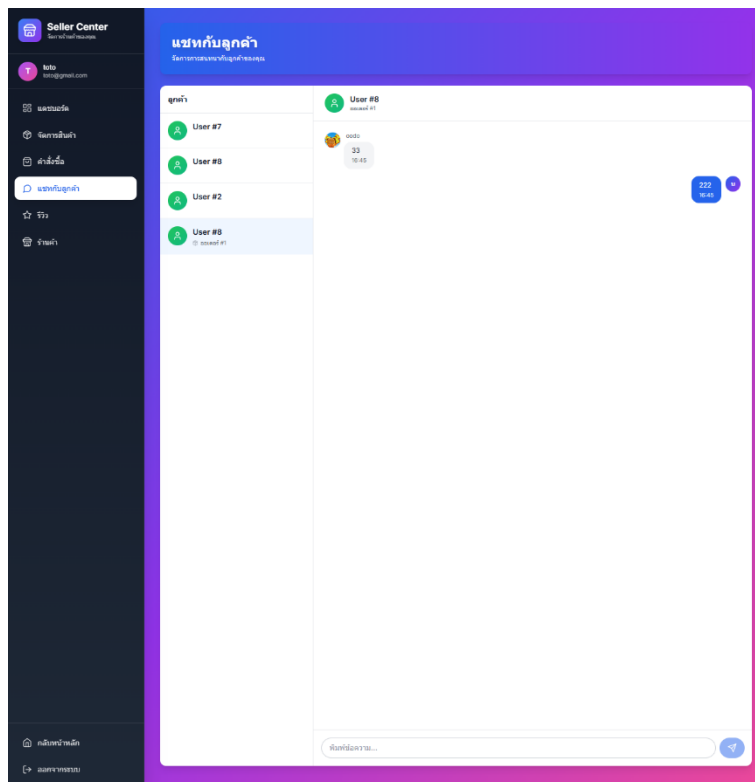 Seller Center
จัดการร้านค้าของคุณ
T
toto
toto@gmail.com
แดชบอร์ด
จัดการสินค้า
คำสั่งซื้อ
แชทกับลูกค้า
รีวิว
ร้านค้า
กลับหน้าหลัก
ออกจากระบบ
แชทกับลูกค้า
จัดการการสนทนากับลูกค้าของคุณ
ลูกค้า
User #7
User #8
User #2
User #8
ออเดอร์ #1
User #8
ออเดอร์ #1
33
16:45
222
16:45
พิมพ์ข้อความ...